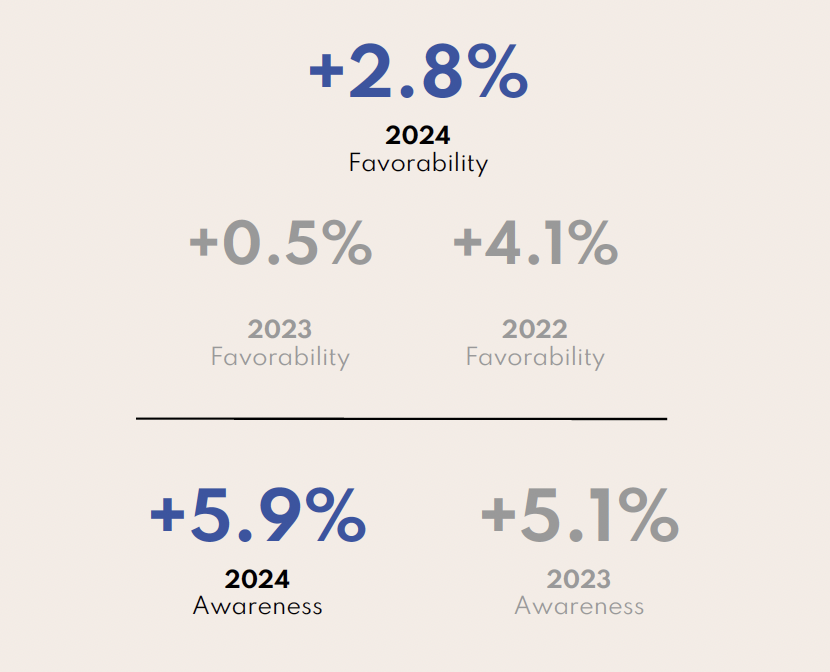 +2.8%
2024
Favorability
+0.5% +4.1%
2023 2022
Favorability Favorability
+5.9% +5.1%
2024 2023
Awareness Awareness